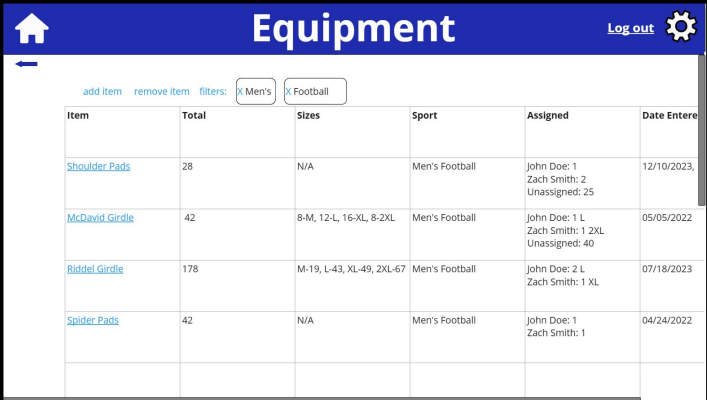 Equipment
Log out
add item remove item filters: X Men's X Football
Item Total Sizes Sport Assigned Date Entere
Shoulder Pads 28 N/A Men's Football John Doe: 1 12/10/2023,
Zach Smith: 2
Unassigned: 25
McDavid Girdle 42 8-M, 12-L, 16-XL, 8-2XL Men's Football John Doe: 1 L 05/05/2022
Zach Smith: 1 2XL
Unassigned: 40
Riddel Girdle 178 M-19, L-43, XL-49, 2XL-67 Men's Football John Doe: 2 L 07/18/2023
Zach Smith: 1 XL
Spider Pads 42 N/A Men's Football John Doe: 1 04/24/2022
Zach Smith: 1